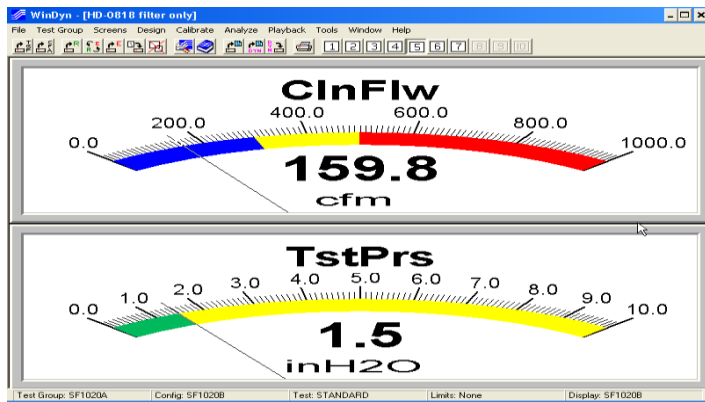 WinDyn - [HD-0818 filter only]
File Test Group Screens Design Calibrate Analyze Playback Tools Window Help
1 2 3 4 5 6 7 8 9 10
ClnFlw
0.0 200.0 400.0 600.0 800.0 1000.0
159.8
cfm
TstPrs
0.0 1.0 2.0 3.0 4.0 5.0 6.0 7.0 8.0 9.0 10.0
1.5
inH2O
Test Group: SF1020A Config: SF1020B Test: STANDARD Limits: None Display: SF1020B